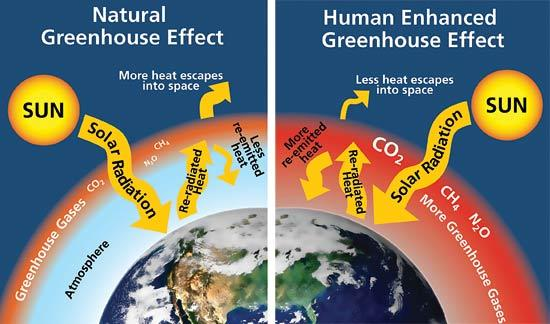 Natural
Greenhouse Effect
More heat escapes
into space
SUN
Solar Radiation
CH4
N2O
CO2
Greenhouse Gases
Atmosphere
Re-radiated
Heat
Less
re-emitted
heat
Human Enhanced
Greenhouse Effect
Less heat escapes
into space
SUN
Solar Radiation
More
re-emitted
heat
Re-radiated
Heat
CO2
CH4
N2O
More Greenhouse Gases